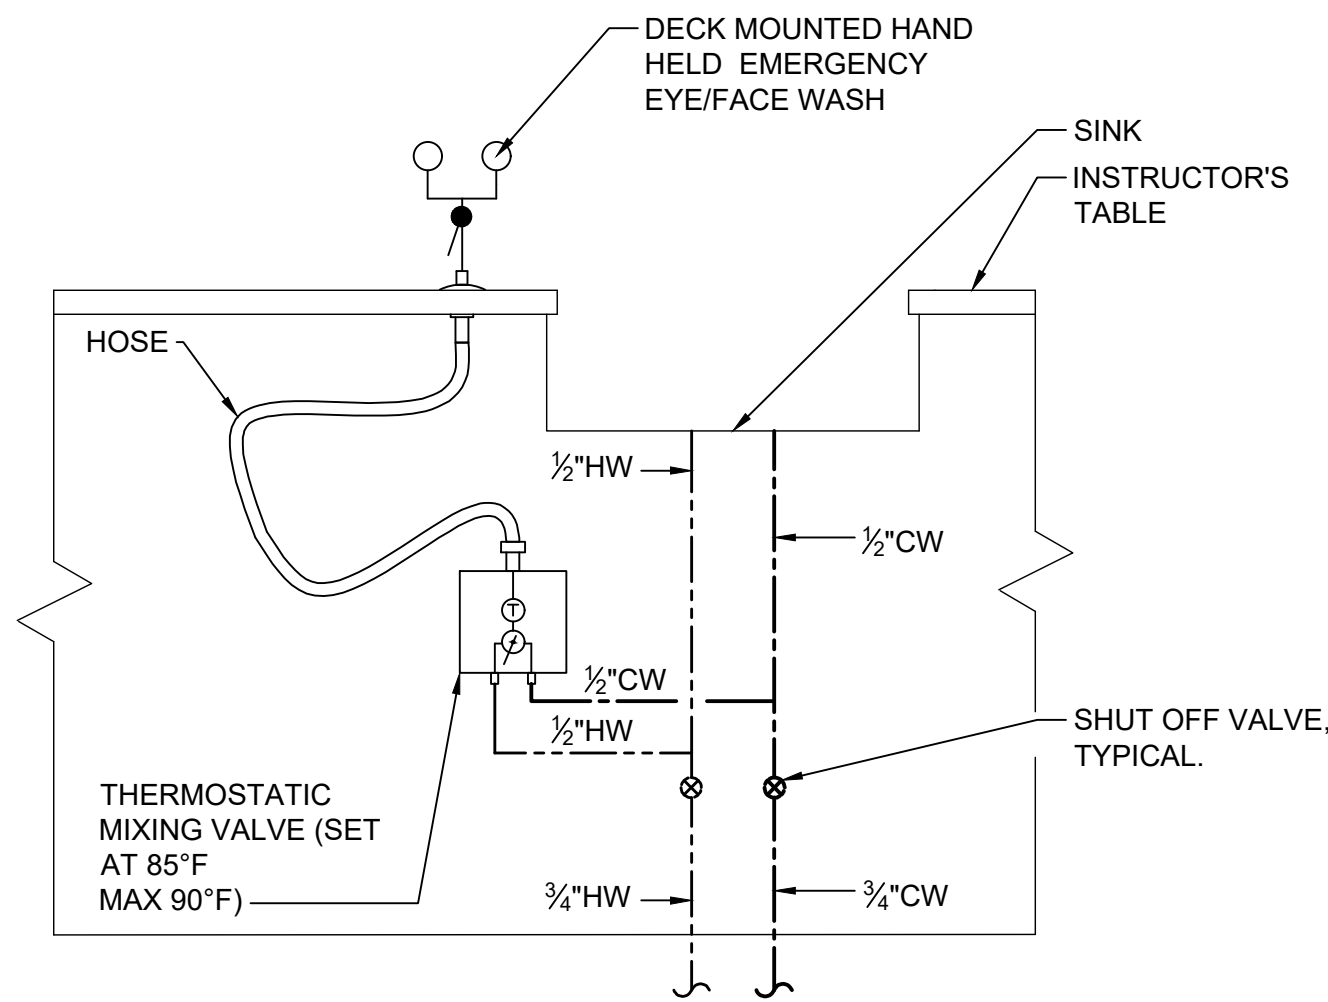 DECK MOUNTED HAND
HELD EMERGENCY
EYE/FACE WASH
SINK
INSTRUCTOR'S
TABLE
HOSE
½"HW
½"CW
T
½"CW
½"HW
SHUT OFF VALVE,
TYPICAL.
THERMOSTATIC
MIXING VALVE (SET
AT 85°F
MAX 90°F)
¾"HW
¾"CW